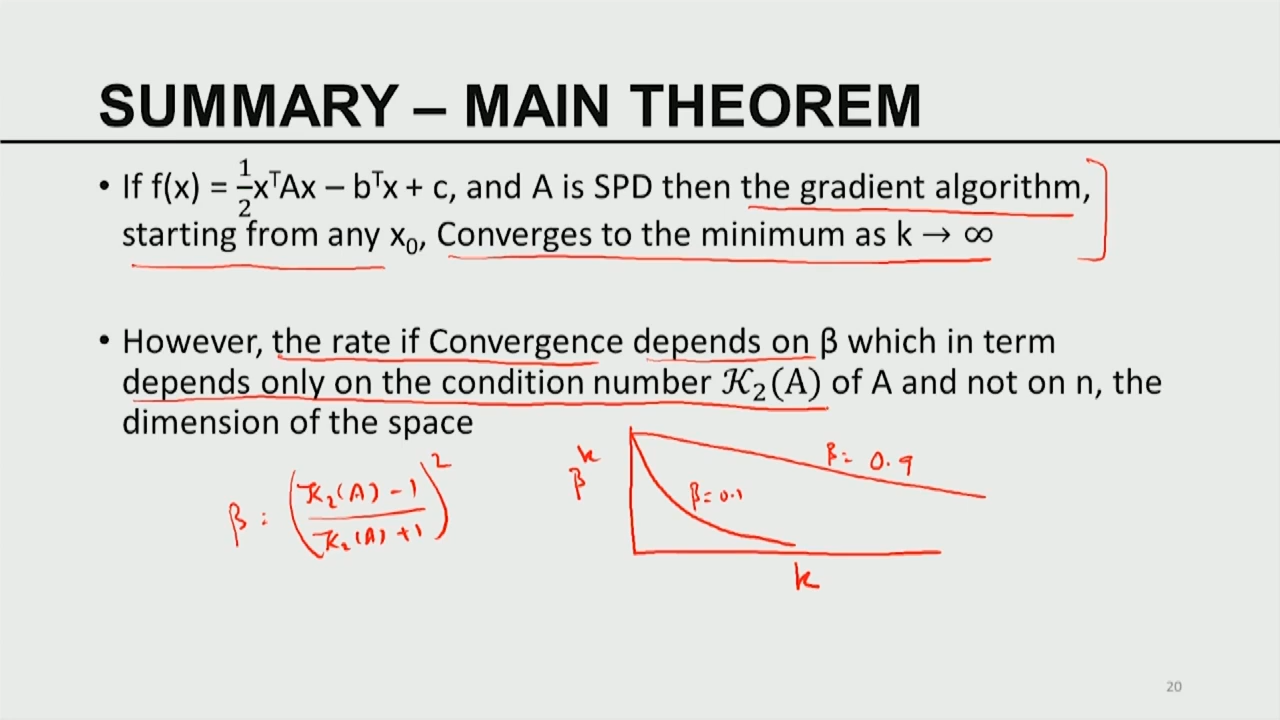 SUMMARY – MAIN THEOREM
• If f(x) = 1/2 xᵀAx – bᵀx + c, and A is SPD then the gradient algorithm,
starting from any x₀, Converges to the minimum as k → ∞
• However, the rate if Convergence depends on β which in term
depends only on the condition number 𝒦₂(A) of A and not on n, the
dimension of the space
β = ((𝒦₂(A) - 1)/(𝒦₂(A) + 1))²
βᵏ
β = 0.9
β = 0.1
k
20